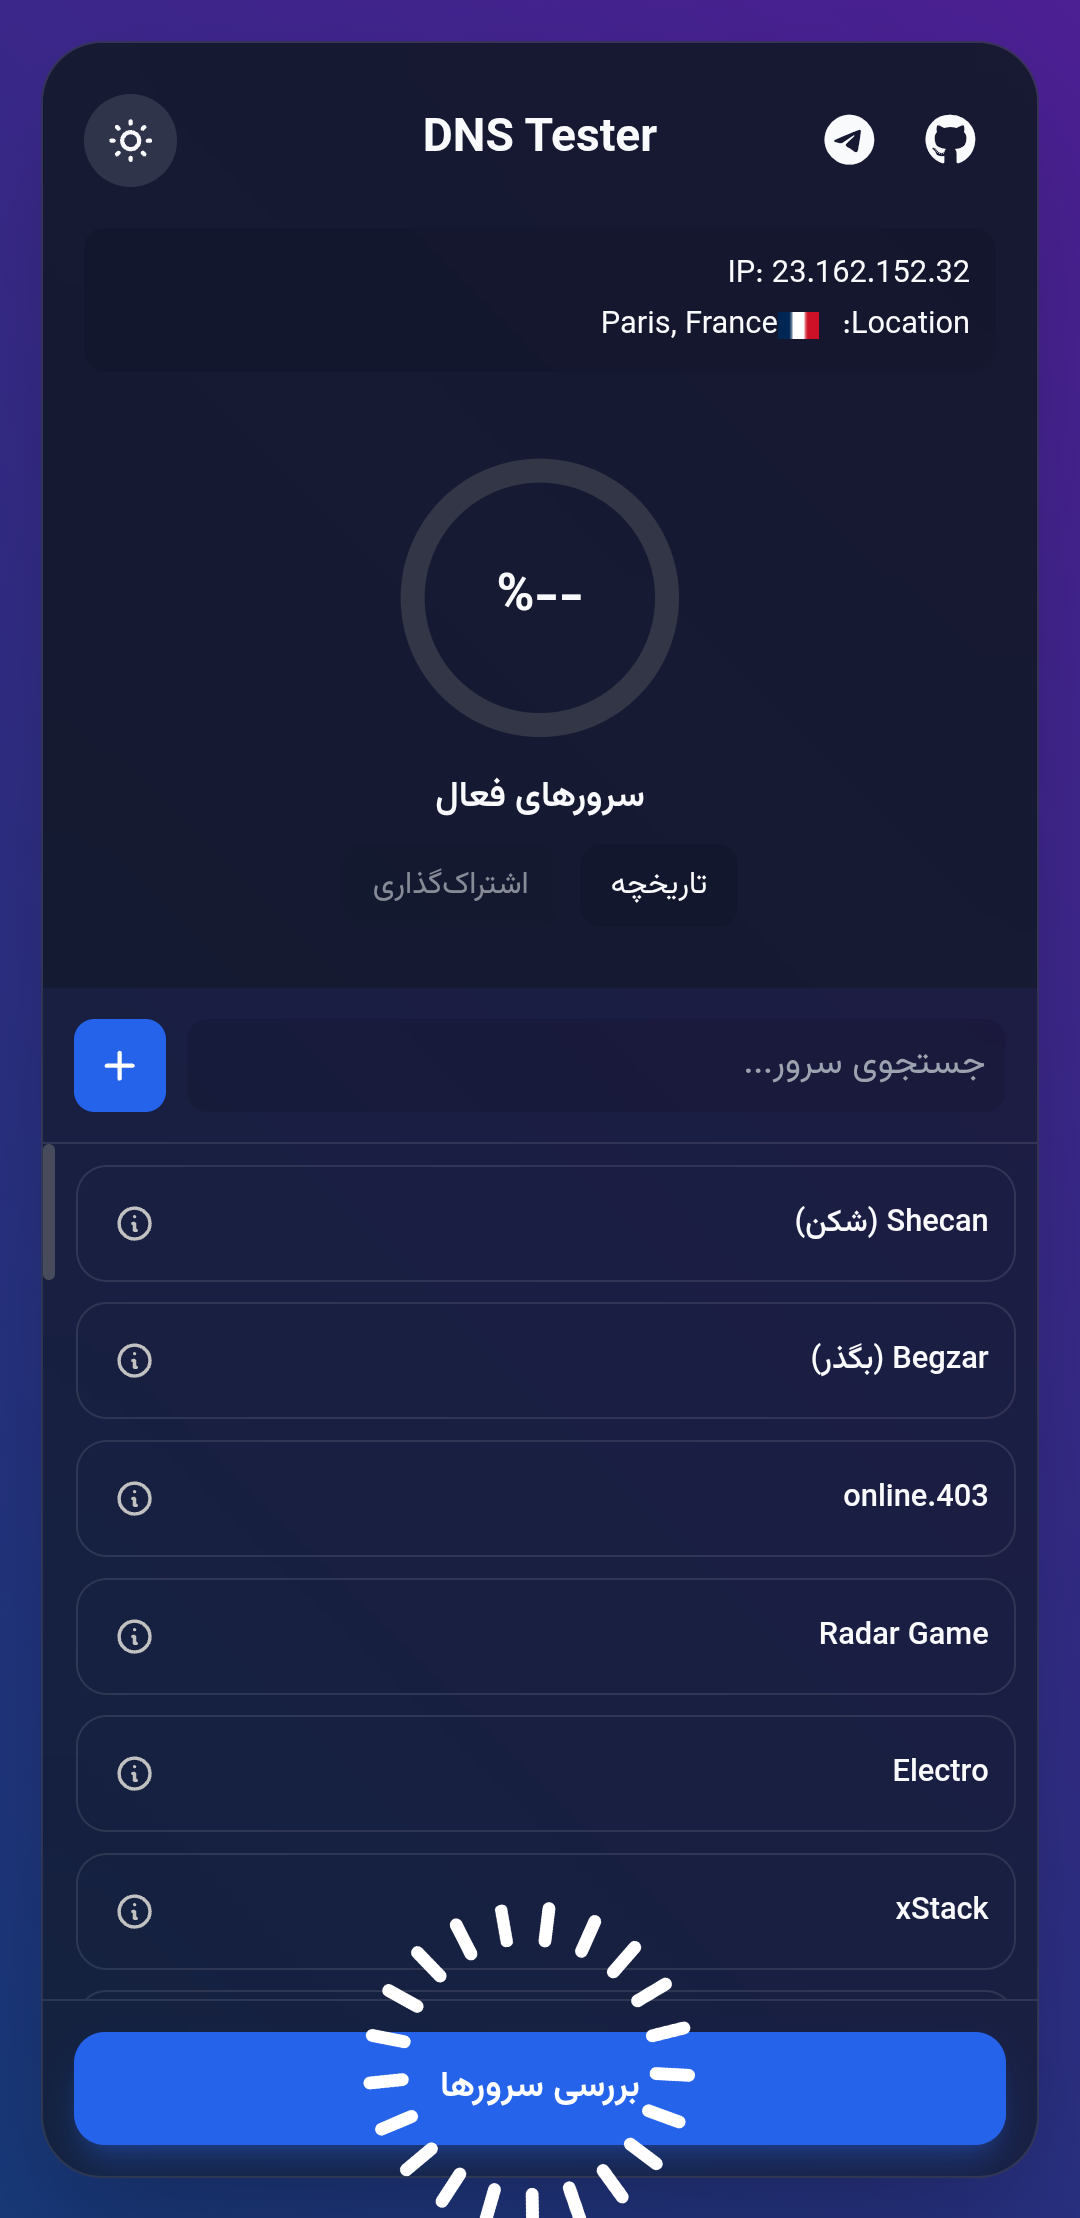 DNS Tester
IP: 23.162.152.32
Location: Paris, France
%--
سرورهای فعال
تاریخچه
اشتراک‌گذاری
جستجوی سرور...
Shecan (شکن)
Begzar (بگذر)
online.403
Radar Game
Electro
xStack
بررسی سرورها